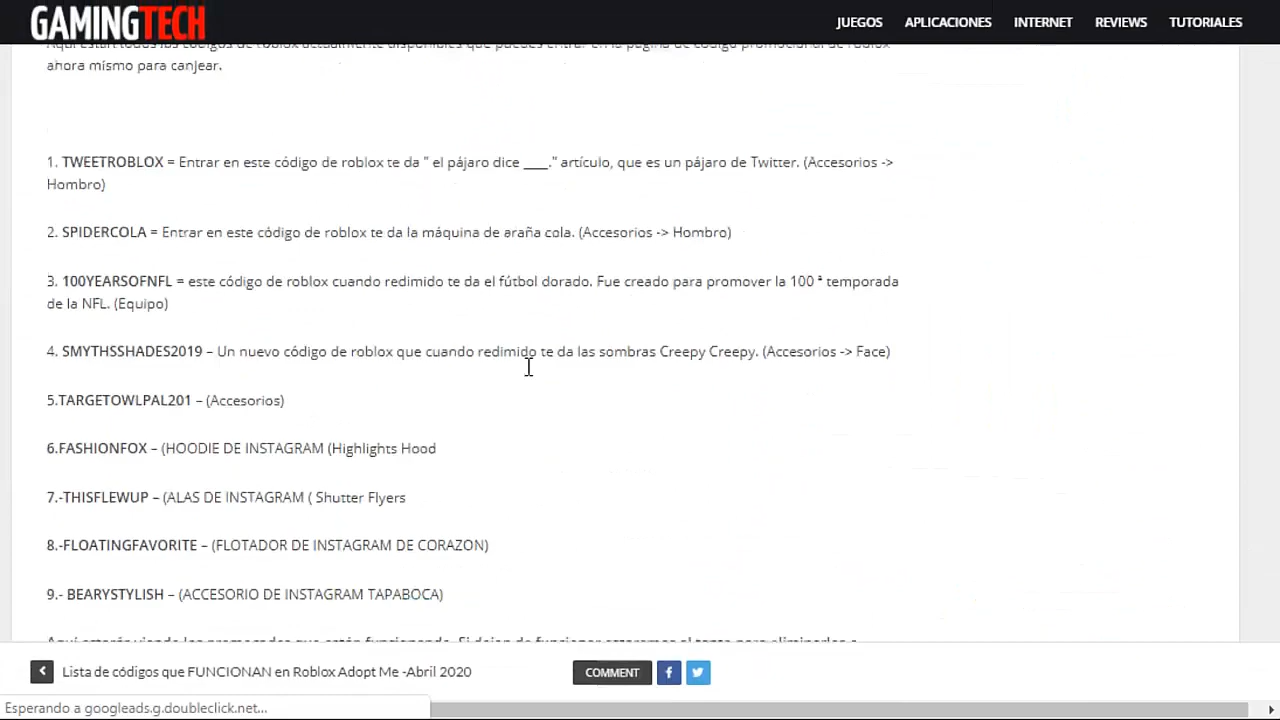 GAMINGTECH
JUEGOS APLICACIONES INTERNET REVIEWS TUTORIALES
Aquí están todos los códigos de roblox actualmente disponibles que puedes entrar en la página de código promocional de roblox
ahora mismo para canjear.
1. TWEETROBLOX = Entrar en este código de roblox te da " el pájaro dice ____." artículo, que es un pájaro de Twitter. (Accesorios ->
Hombro)
2. SPIDERCOLA = Entrar en este código de roblox te da la máquina de araña cola. (Accesorios -> Hombro)
3. 100YEARSOFNFL = este código de roblox cuando redimido te da el fútbol dorado. Fue creado para promover la 100 ª temporada
de la NFL. (Equipo)
4. SMYTHSSHADES2019 – Un nuevo código de roblox que cuando redimido te da las sombras Creepy Creepy. (Accesorios -> Face)
5.TARGETOWLPAL201 – (Accesorios)
6.FASHIONFOX – (HOODIE DE INSTAGRAM (Highlights Hood
7.-THISFLEWUP – (ALAS DE INSTAGRAM ( Shutter Flyers
8.-FLOATINGFAVORITE – (FLOTADOR DE INSTAGRAM DE CORAZON)
9.- BEARYSTYLISH – (ACCESORIO DE INSTAGRAM TAPABOCA)
Lista de códigos que FUNCIONAN en Roblox Adopt Me -Abril 2020
COMMENT
Esperando a googleads.g.doubleclick.net...